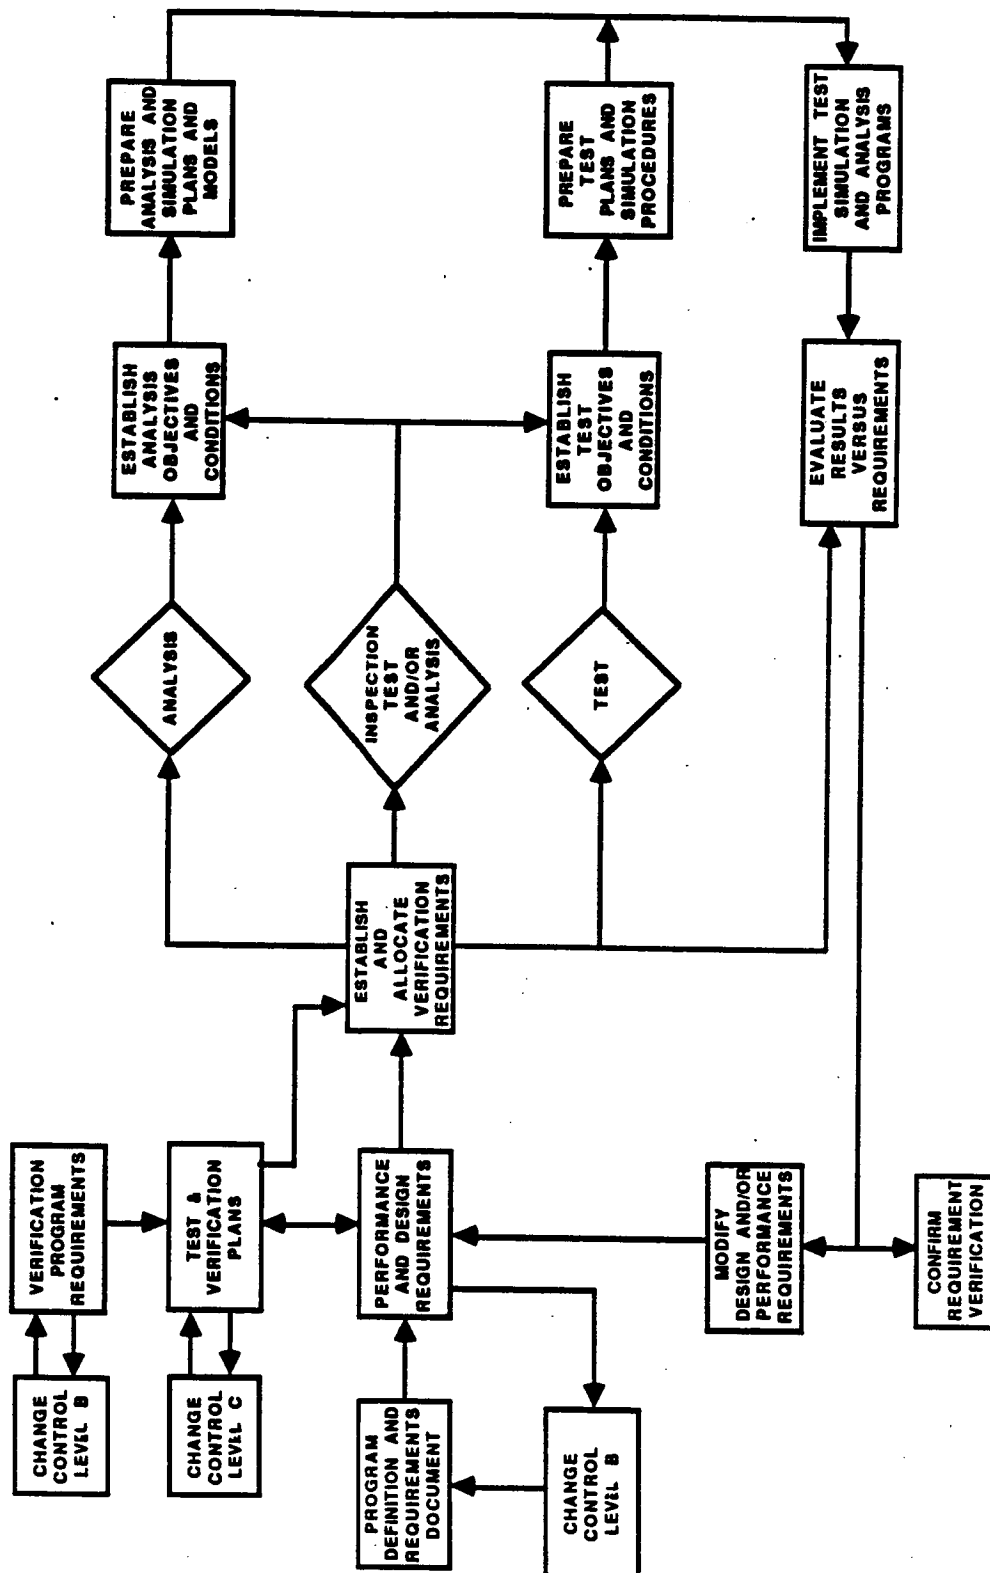 CHANGE
CONTROL
LEVEL B
VERIFICATION
PROGRAM
REQUIREMENTS
CHANGE
CONTROL
LEVEL C
TEST &
VERIFICATION
PLANS
PROGRAM
DEFINITION AND
REQUIREMENTS
DOCUMENT
PERFORMANCE
AND DESIGN
REQUIREMENTS
CHANGE
CONTROL
LEVEL B
MODIFY
DESIGN AND/OR
PERFORMANCE
REQUIREMENTS
CONFIRM
REQUIREMENT
VERIFICATION
ESTABLISH
AND
ALLOCATE
VERIFICATION
REQUIREMENTS
ANALYSIS
INSPECTION
TEST
AND/OR
ANALYSIS
TEST
ESTABLISH
ANALYSIS
OBJECTIVES
AND
CONDITIONS
ESTABLISH
TEST
OBJECTIVES
AND
CONDITIONS
EVALUATE
RESULTS
VERSUS
REQUIREMENTS
PREPARE
ANALYSIS AND
SIMULATION
PLANS AND
MODELS
PREPARE
TEST
PLANS AND
SIMULATION
PROCEDURES
IMPLEMENT TEST
SIMULATION
AND ANALYSIS
PROGRAMS